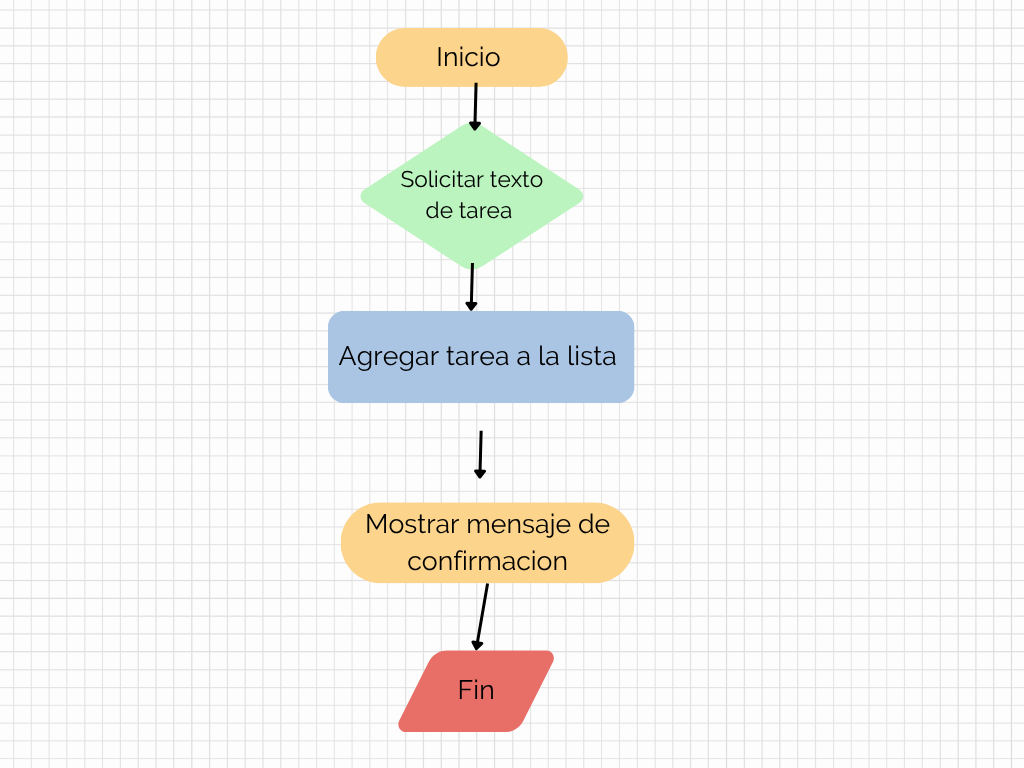 Inicio
Solicitar texto
de tarea
Agregar tarea a la lista
Mostrar mensaje de
confirmacion
Fin